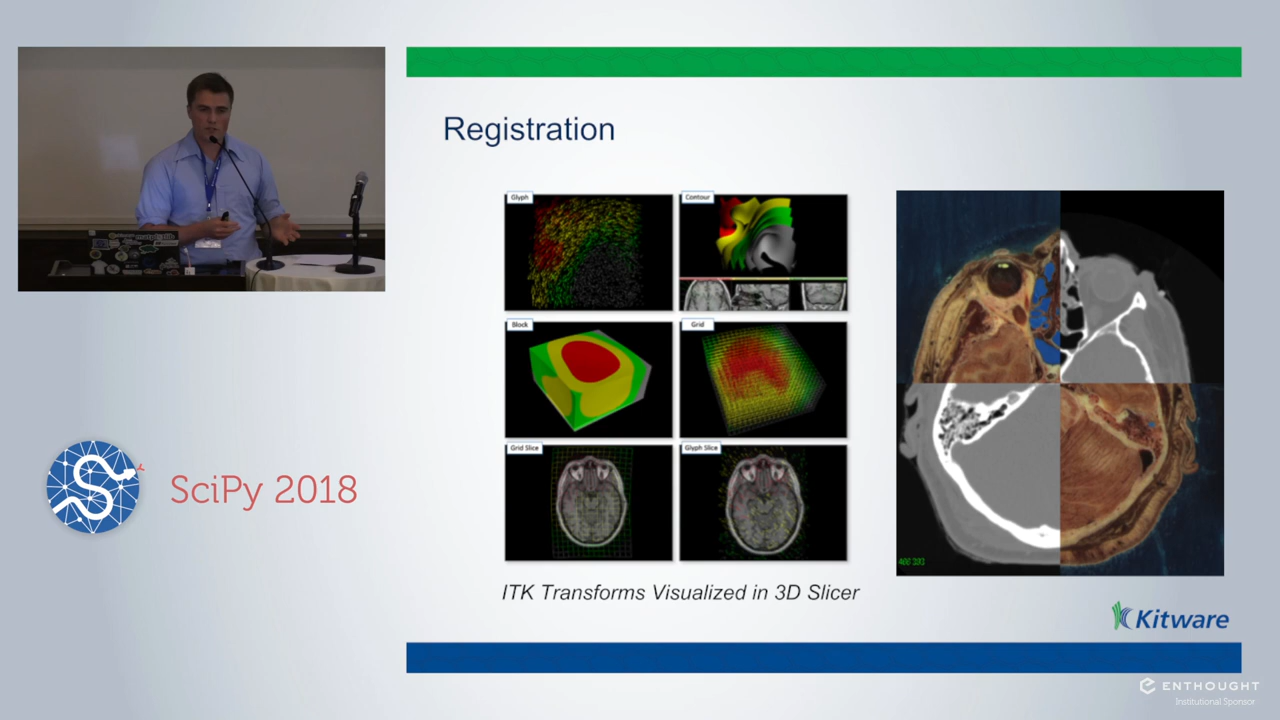 Registration
Glyph
Contour
Block
Grid
Grid Slice
Glyph Slice
ITK Transforms Visualized in 3D Slicer
Kitware
SciPy 2018
matplotlib
ENTHOUGHT
Institutional Sponsor